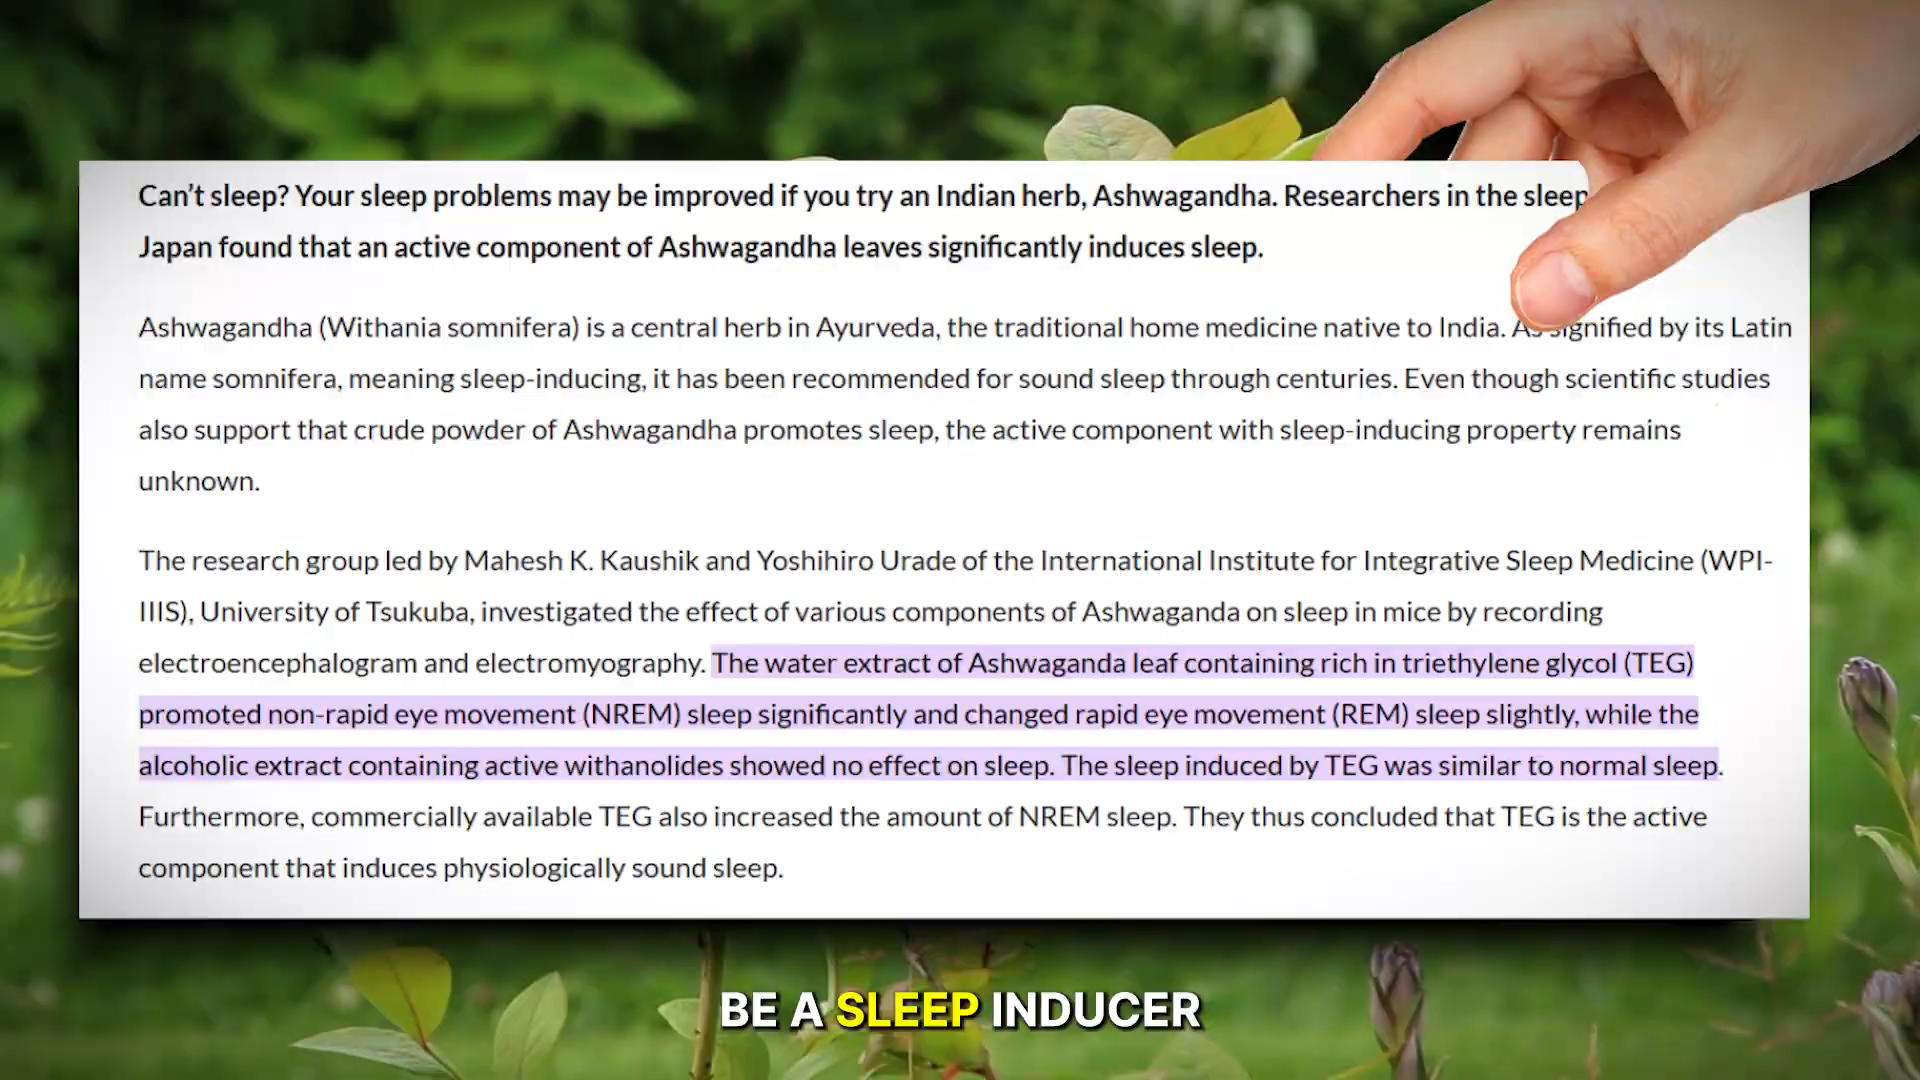 Can't sleep? Your sleep problems may be improved if you try an Indian herb, Ashwagandha. Researchers in the sleep
Japan found that an active component of Ashwagandha leaves significantly induces sleep.
Ashwagandha (Withania somnifera) is a central herb in Ayurveda, the traditional home medicine native to India. As signified by its Latin
name somnifera, meaning sleep-inducing, it has been recommended for sound sleep through centuries. Even though scientific studies
also support that crude powder of Ashwagandha promotes sleep, the active component with sleep-inducing property remains
unknown.
The research group led by Mahesh K. Kaushik and Yoshihiro Urade of the International Institute for Integrative Sleep Medicine (WPI-
IIIS), University of Tsukuba, investigated the effect of various components of Ashwaganda on sleep in mice by recording
electroencephalogram and electromyography. The water extract of Ashwaganda leaf containing rich in triethylene glycol (TEG)
promoted non-rapid eye movement (NREM) sleep significantly and changed rapid eye movement (REM) sleep slightly, while the
alcoholic extract containing active withanolides showed no effect on sleep. The sleep induced by TEG was similar to normal sleep.
Furthermore, commercially available TEG also increased the amount of NREM sleep. They thus concluded that TEG is the active
component that induces physiologically sound sleep.
BE A SLEEP INDUCER